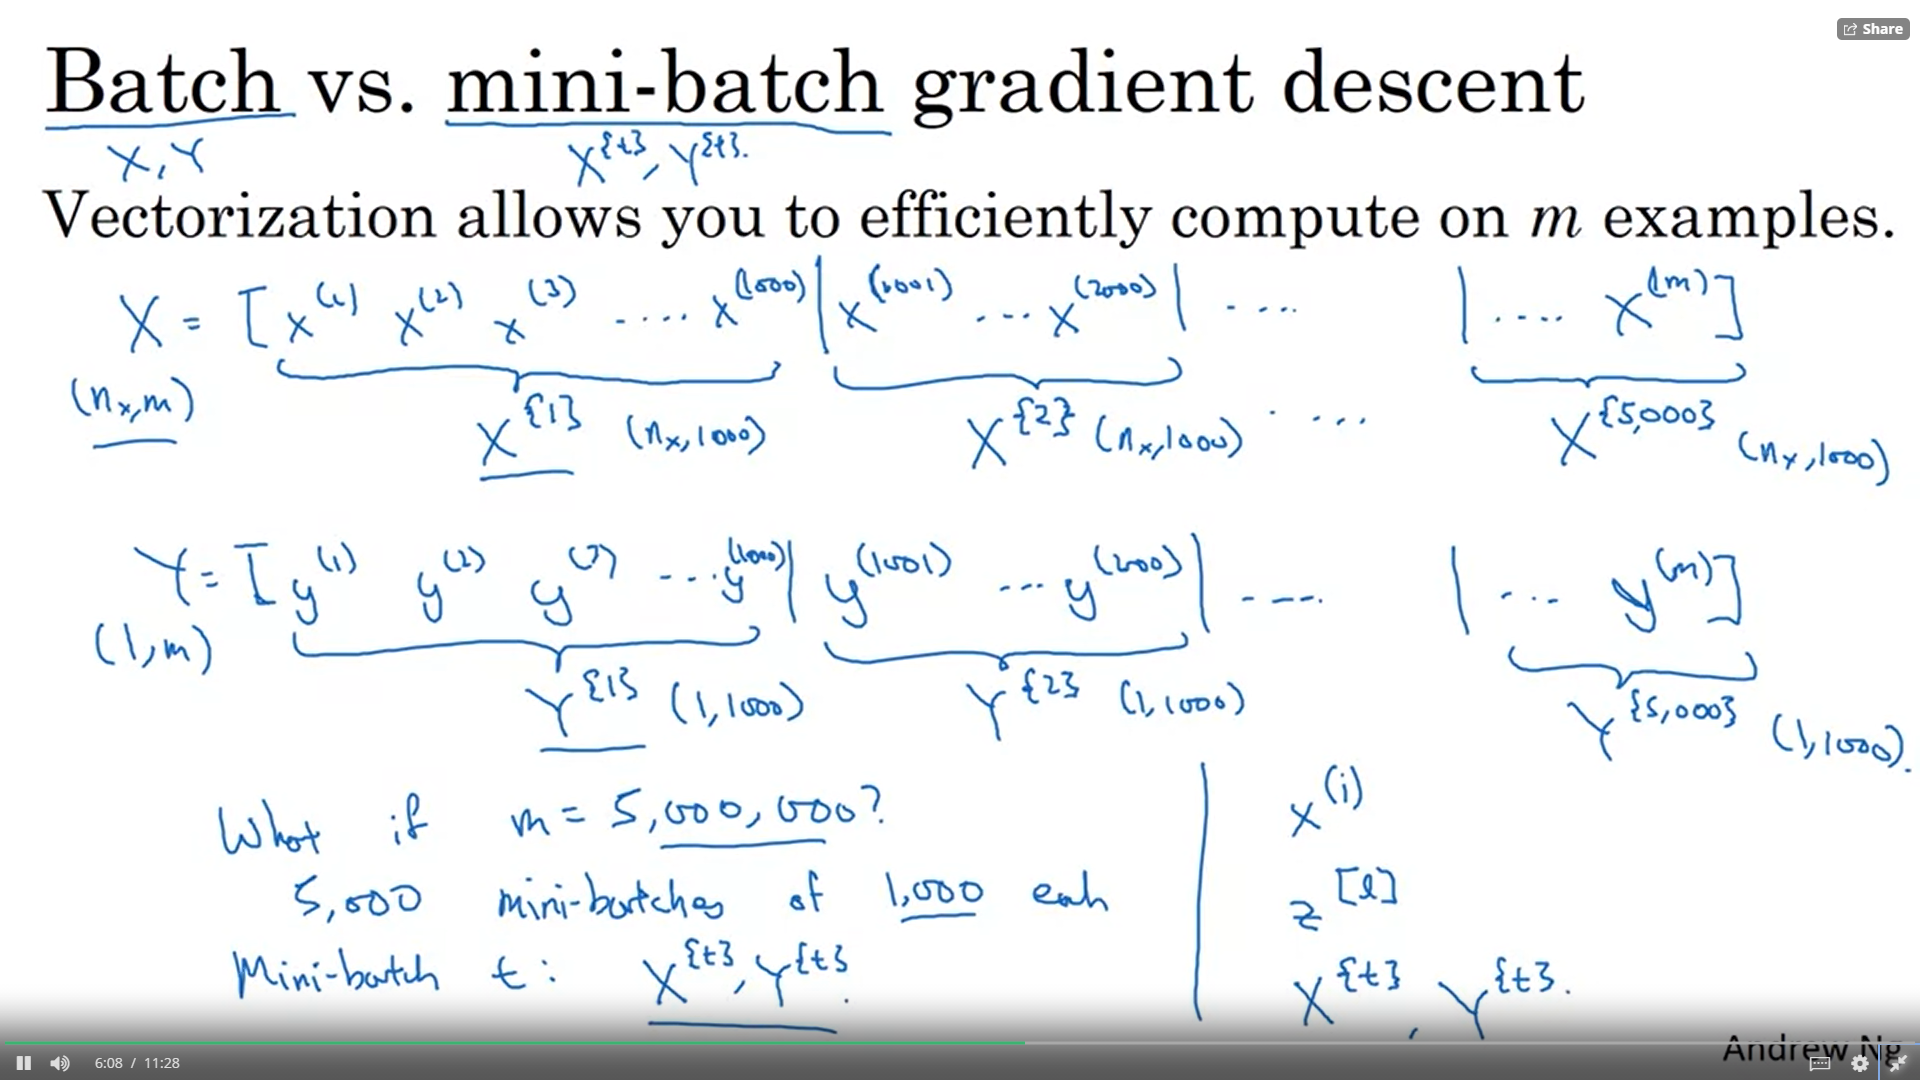 Share
Batch vs. mini-batch gradient descent
X, Y X^{t}, Y^{t}.
Vectorization allows you to efficiently compute on m examples.
X = [x^(1) x^(2) x^(3) .... x^(1000) | x^(1001) ... x^(2000) | .... | .... x^(m)]
(n_x, m) X^{1} (n_x, 1000) X^{2} (n_x, 1000) .... X^{5,000} (n_x, 1000)
Y = [y^(1) y^(2) y^(3) ... y^(1000) | y^(1001) ... y^(2000) | .... | ... y^(m)]
(1, m) Y^{1} (1, 1000) Y^{2} (1, 1000) Y^{5,000} (1, 1000).
What if m = 5,000,000?
x^(i)
5,000 mini-batches of 1,000 each
z^[l]
Mini-batch t: X^{t}, Y^{t}.
X^{t}, Y^{t}.
Andrew Ng
6:08 / 11:28